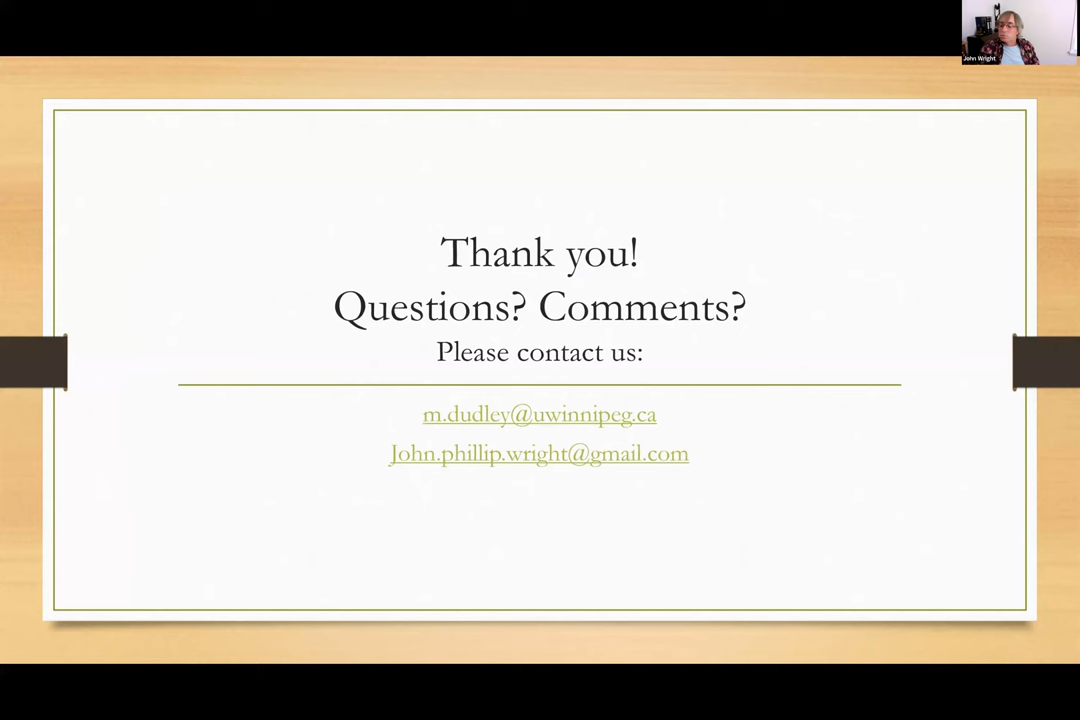 John Wright
Thank you!
Questions? Comments?
Please contact us:
m.dudley@uwinnipeg.ca
John.phillip.wright@gmail.com